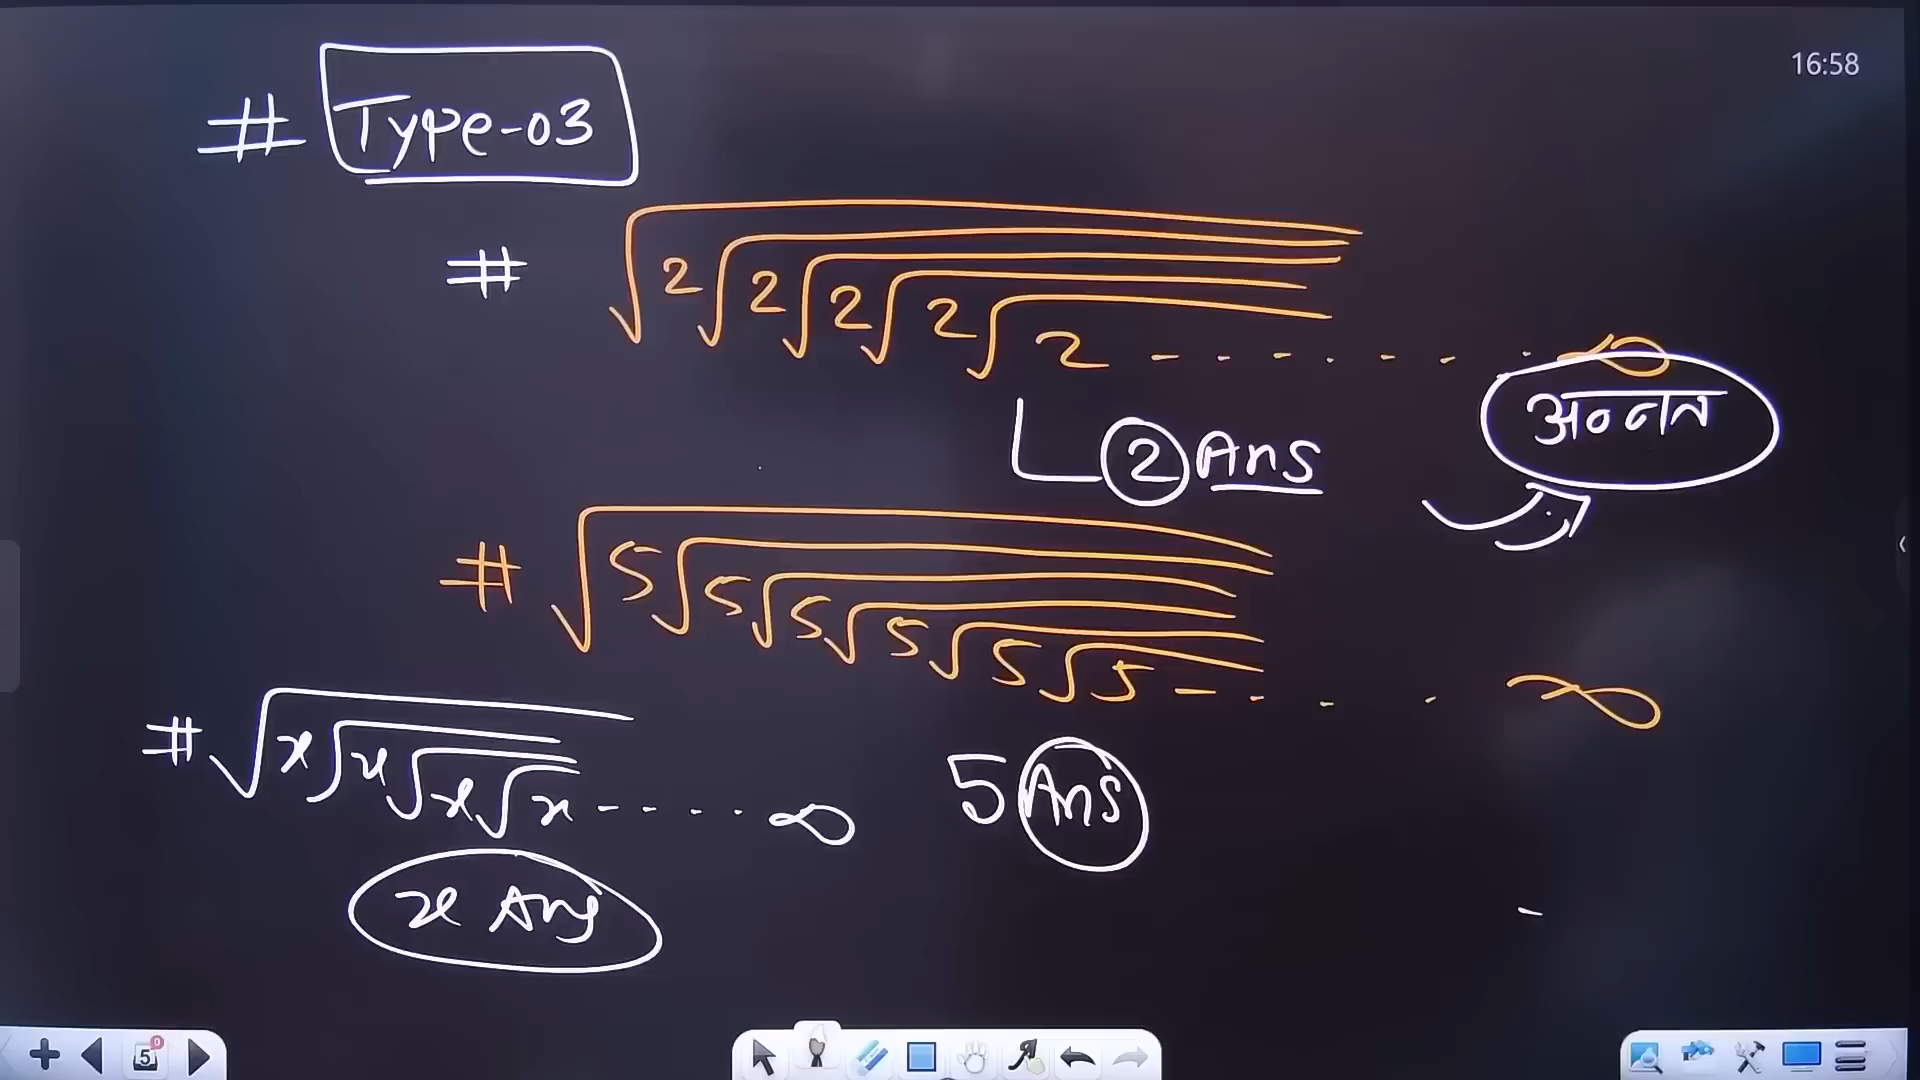 16:58
# Type-03
# √2√2√2√2√2 - - - - - - - ∞
अनन्त
2 Ans
# √5√5√5√5√5√5 - - - - ∞
# √x√x√x√x - - - - ∞
5 Ans
x Ans
5
0